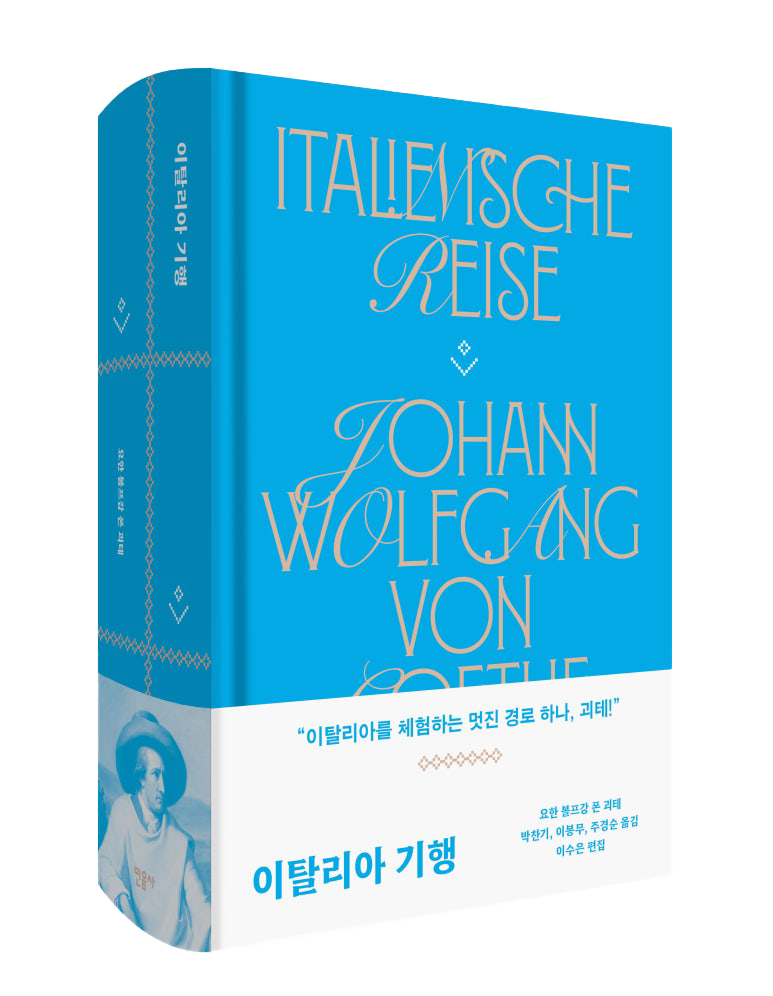 이탈리아 기행
요한 볼프강 폰 괴테
민음사
ITALIENISCHE
REISE
JOHANN
WOLFGANG
VON
GOETHE
“이탈리아를 체험하는 멋진 경로 하나, 괴테!”
요한 볼프강 폰 괴테
박찬기, 이봉무, 주경순 옮김
이수은 편집
이탈리아 기행